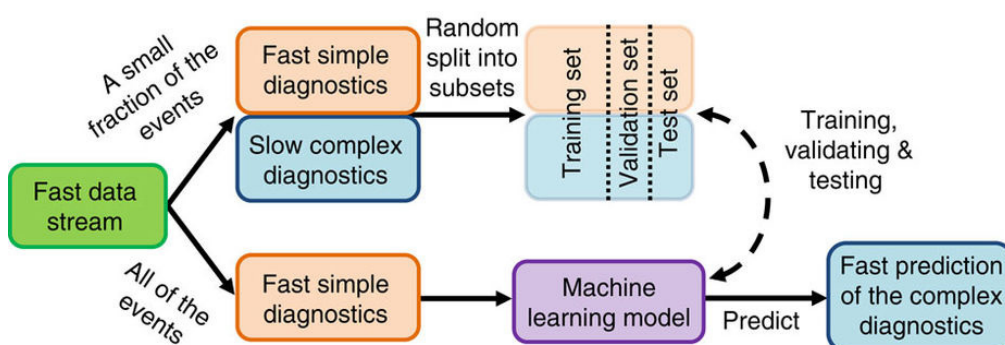 A small
fraction of the
events
Fast simple
diagnostics
Random
split into
subsets
Training set
Validation set
Test set
Slow complex
diagnostics
Training,
validating &
testing
Fast data
stream
All of the
events
Fast simple
diagnostics
Machine
learning model
Predict
Fast prediction
of the complex
diagnostics